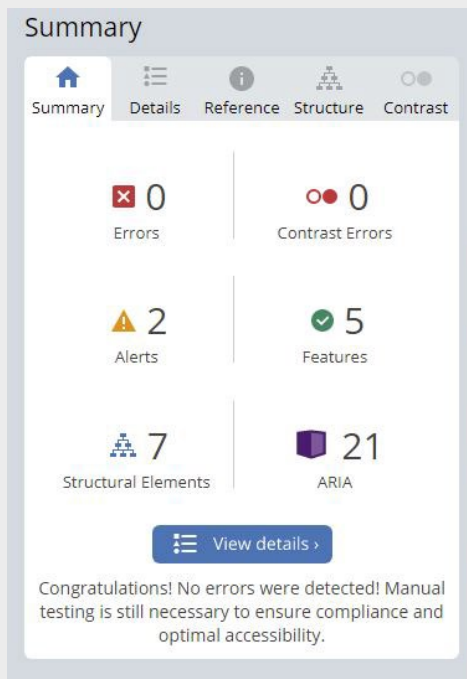 Summary
Summary Details Reference Structure Contrast
0 0
Errors Contrast Errors
2 5
Alerts Features
7 21
Structural Elements ARIA
View details ›
Congratulations! No errors were detected! Manual
testing is still necessary to ensure compliance and
optimal accessibility.